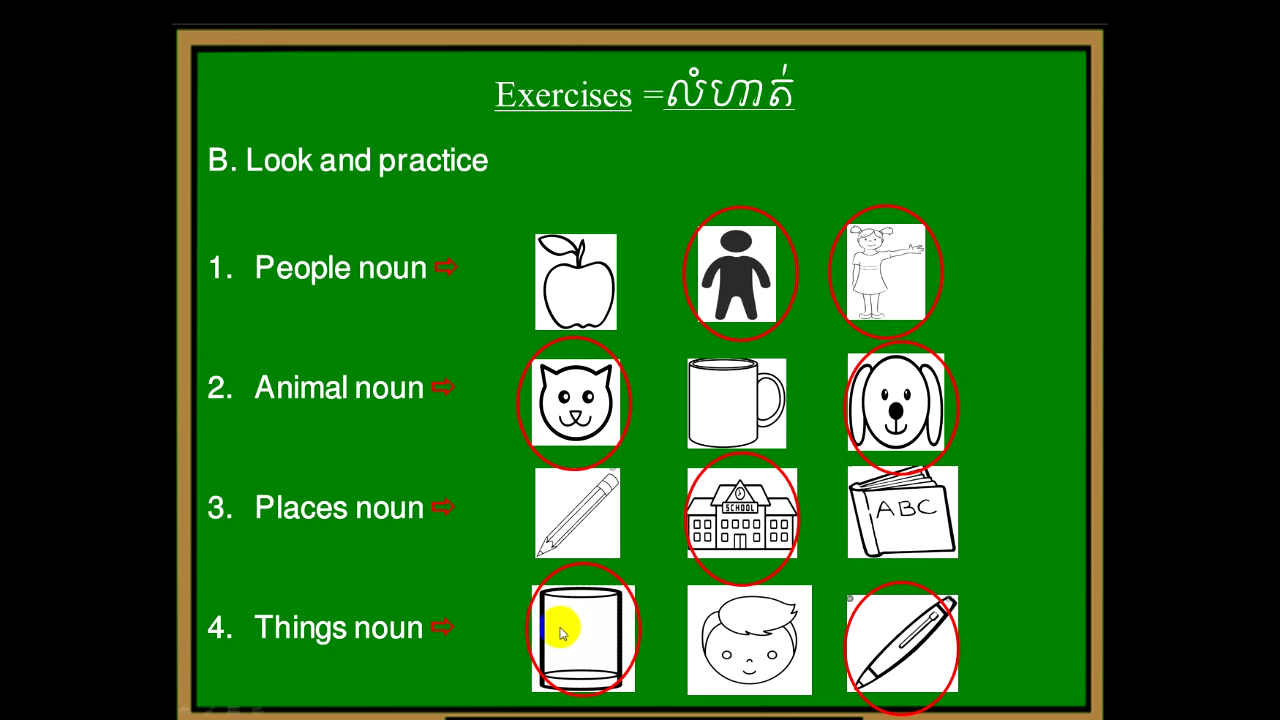 Exercises =លំហាត់
B. Look and practice
1. People noun ⇨
2. Animal noun ⇨
3. Places noun ⇨
SCHOOL
ABC
4. Things noun ⇨